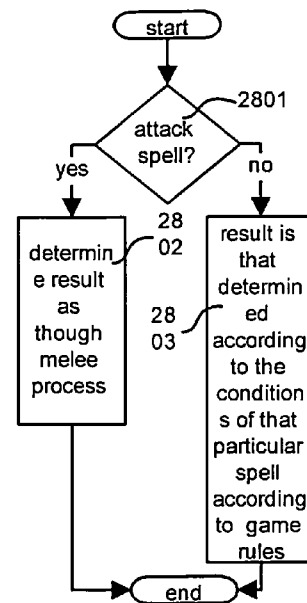 start
2801
attack
spell?
yes
no
28
02
determin
e result
as
though
melee
process
28
03
result is
that
determin
ed
according
to the
condition
s of that
particular
spell
according
to game
rules
end